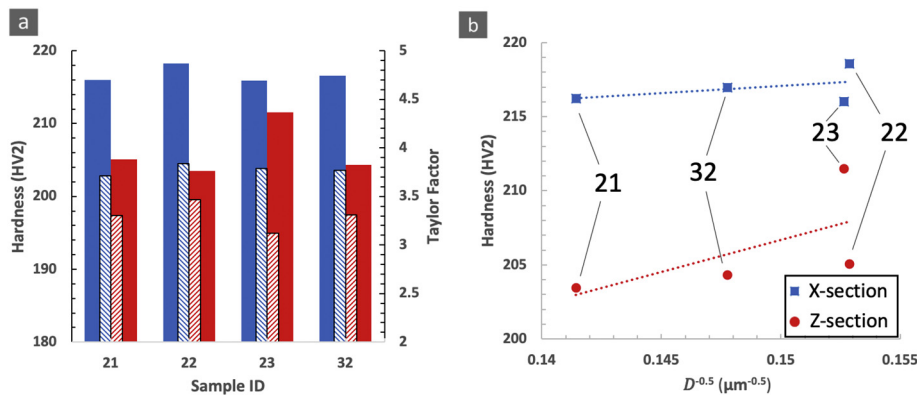 a
220
210
200
190
180
Hardness (HV2)
5
4.5
4
3.5
3
2.5
2
Taylor Factor
21 22 23 32
Sample ID
b
220
215
210
205
200
Hardness (HV2)
21
32
23
22
X-section
Z-section
0.14 0.145 0.15 0.155
D-0.5 (µm-0.5)